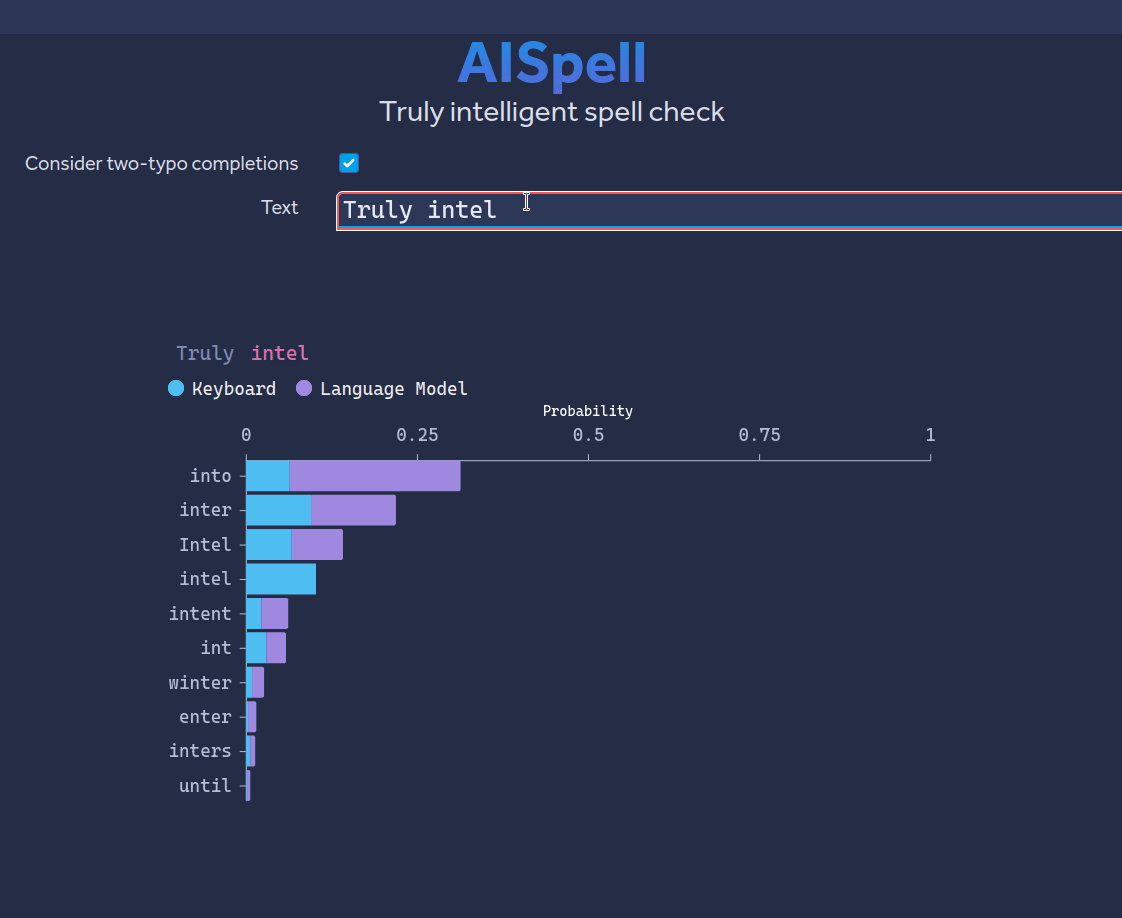 AISpell
Truly intelligent spell check
Consider two-typo completions
Text Truly intel
Truly intel
Keyboard Language Model
Probability
0 0.25 0.5 0.75 1
into
inter
Intel
intel
intent
int
winter
enter
inters
until